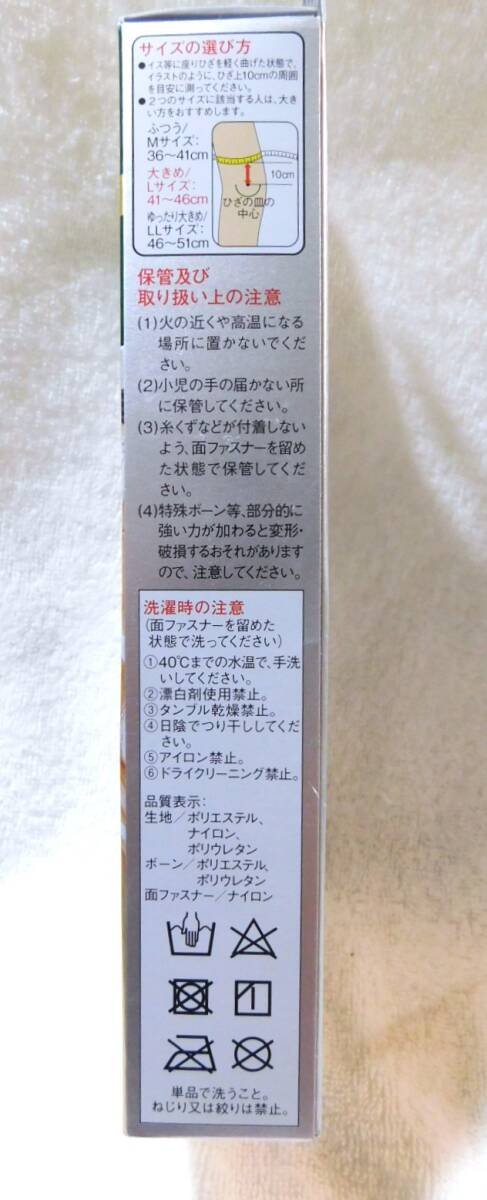 サイズの選び方
●イス等に座りひざを軽く曲げた状態で、
イラストのように、ひざ上10cmの周囲
を目安に測ってください。
●2つのサイズに該当する人は、大き
い方をおすすめします。
ふつう/
Mサイズ:
36〜41cm
大きめ/
Lサイズ:
41〜46cm
ゆったり大きめ/
LLサイズ:
46〜51cm
10cm
ひざの皿の
中心
保管及び
取り扱い上の注意
(1)火の近くや高温になる
場所に置かないでくだ
さい。
(2)小児の手の届かない所
に保管してください。
(3)糸くずなどが付着しない
よう、面ファスナーを留め
た状態で保管してくだ
さい。
(4)特殊ボーン等、部分的に
強い力が加わると変形・
破損するおそれがあります
ので、注意してください。
洗濯時の注意
(面ファスナーを留めた
状態で洗ってください)
①40℃までの水温で、手洗
いしてください。
②漂白剤使用禁止。
③タンブル乾燥禁止。
④日陰でつり干ししてくだ
さい。
⑤アイロン禁止。
⑥ドライクリーニング禁止。
品質表示:
生地/ポリエステル、
ナイロン、
ポリウレタン
ボーン/ポリエステル、
ポリウレタン
面ファスナー/ナイロン
単品で洗うこと。
ねじり又は絞りは禁止。